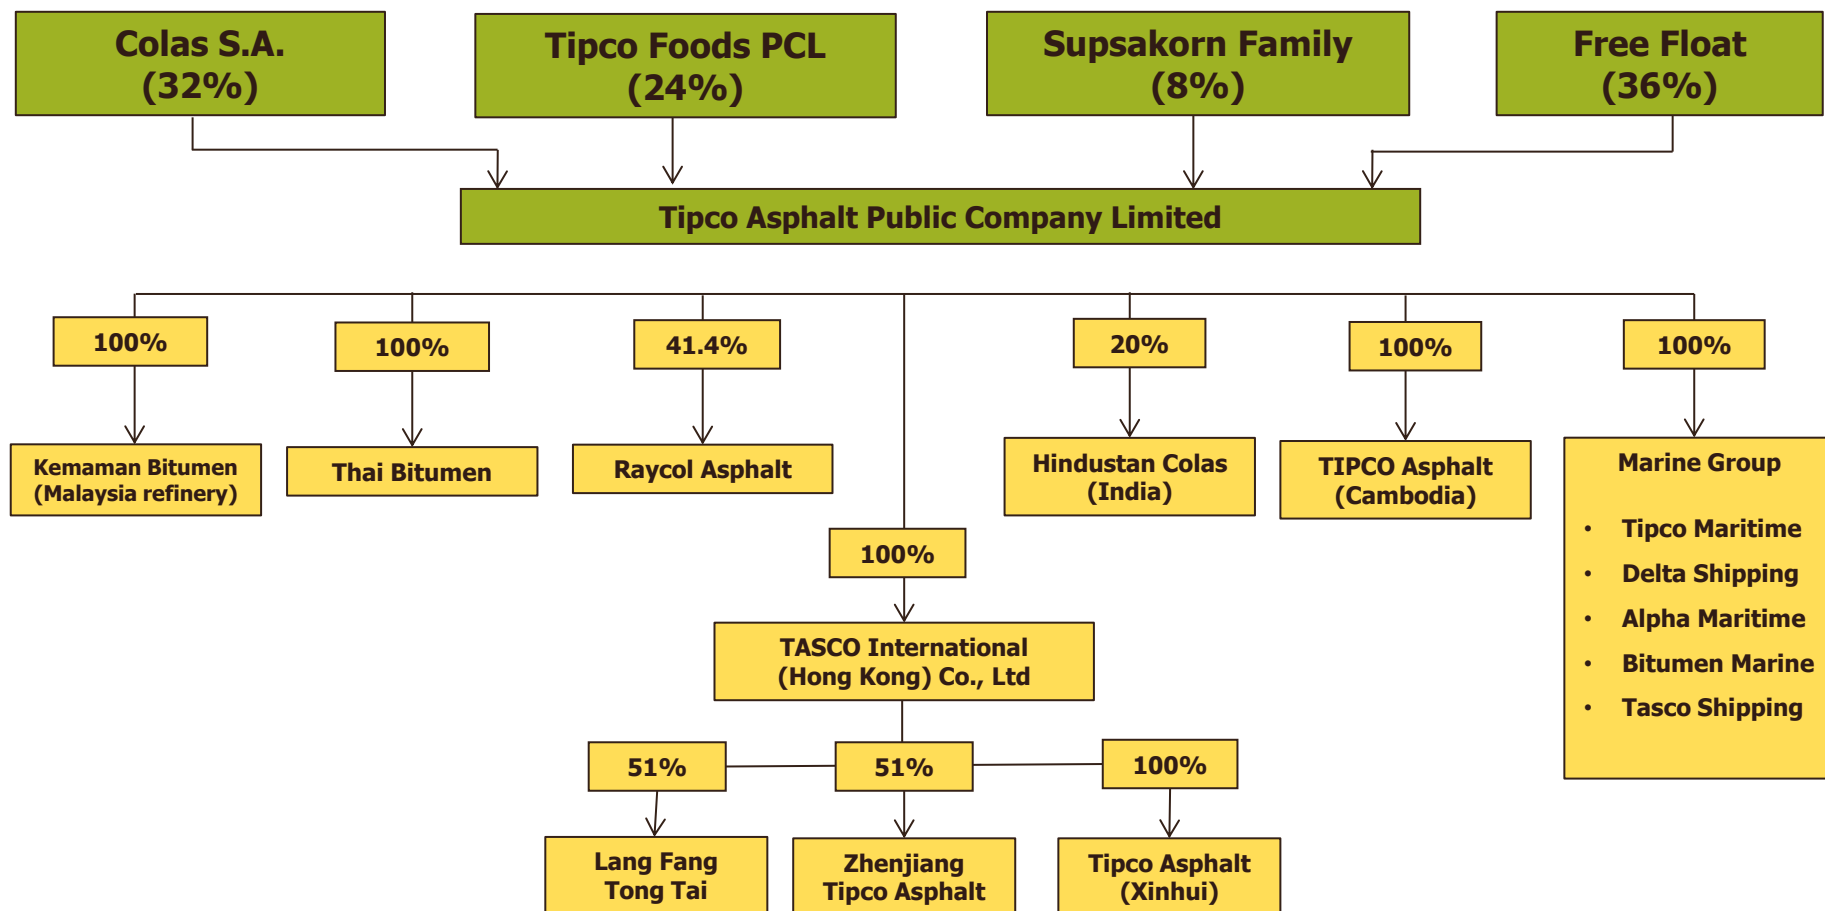 Colas S.A.
(32%)
Tipco Foods PCL
(24%)
Supsakorn Family
(8%)
Free Float
(36%)
Tipco Asphalt Public Company Limited
100%
100%
41.4%
20%
100%
100%
Kemaman Bitumen
(Malaysia refinery)
Thai Bitumen
Raycol Asphalt
Hindustan Colas
(India)
TIPCO Asphalt
(Cambodia)
Marine Group
• Tipco Maritime
• Delta Shipping
• Alpha Maritime
• Bitumen Marine
• Tasco Shipping
100%
TASCO International
(Hong Kong) Co., Ltd
51%
51%
100%
Lang Fang
Tong Tai
Zhenjiang
Tipco Asphalt
Tipco Asphalt
(Xinhui)